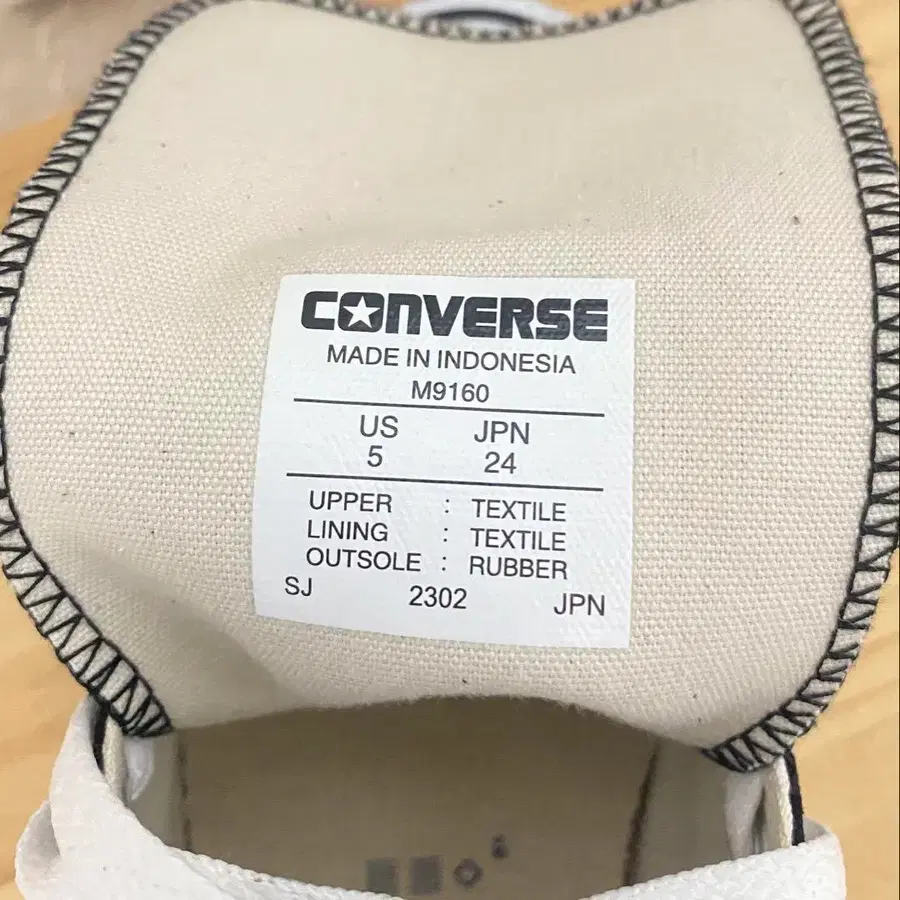 CONVERSE
MADE IN INDONESIA
M9160
US JPN
5 24
UPPER : TEXTILE
LINING : TEXTILE
OUTSOLE : RUBBER
SJ 2302 JPN